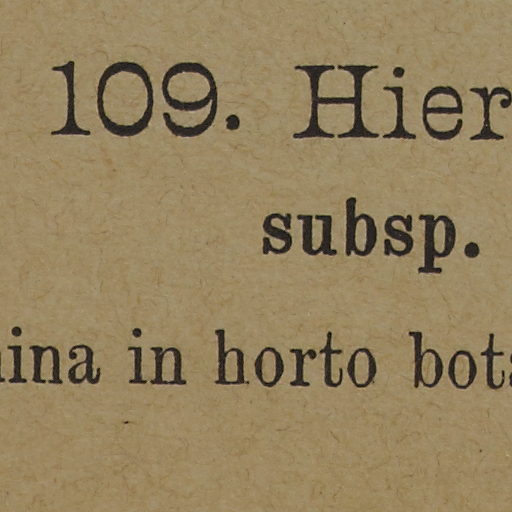 109. Hier
subsp.
ina in horto bot